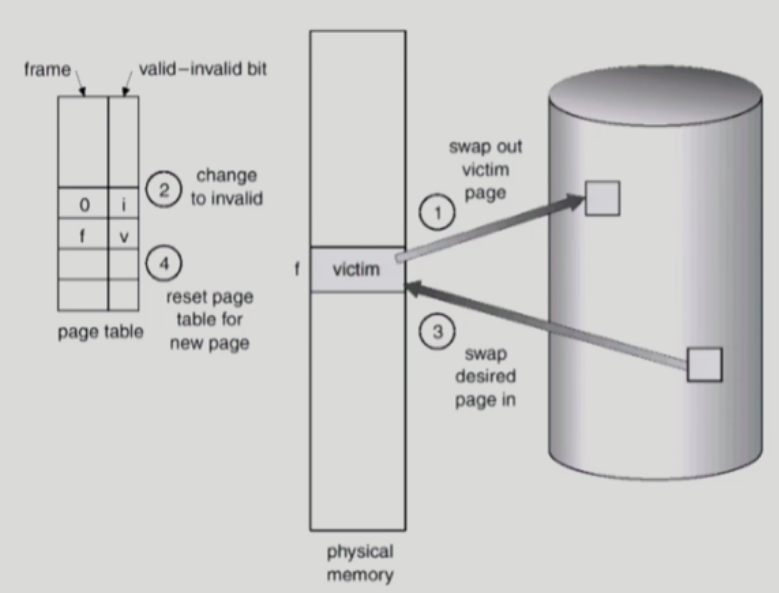 frame
valid–invalid bit
0 i
f v
2
change
to invalid
4
reset page
table for
new page
page table
f
victim
physical
memory
1
swap out
victim
page
3
swap
desired
page in